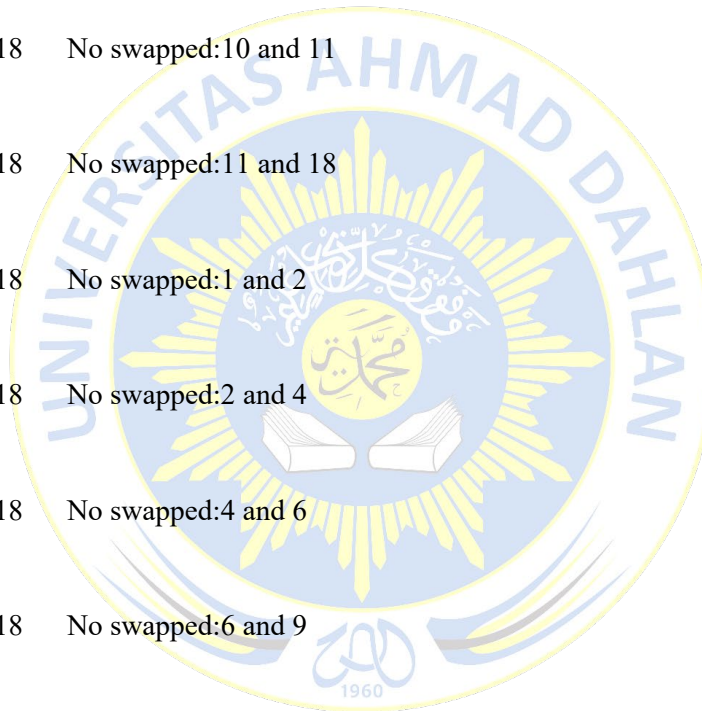 18 No swapped:10 and 11
18 No swapped:11 and 18
18 No swapped:1 and 2
18 No swapped:2 and 4
18 No swapped:4 and 6
18 No swapped:6 and 9
UNIVERSITAS AHMAD DAHLAN
1960